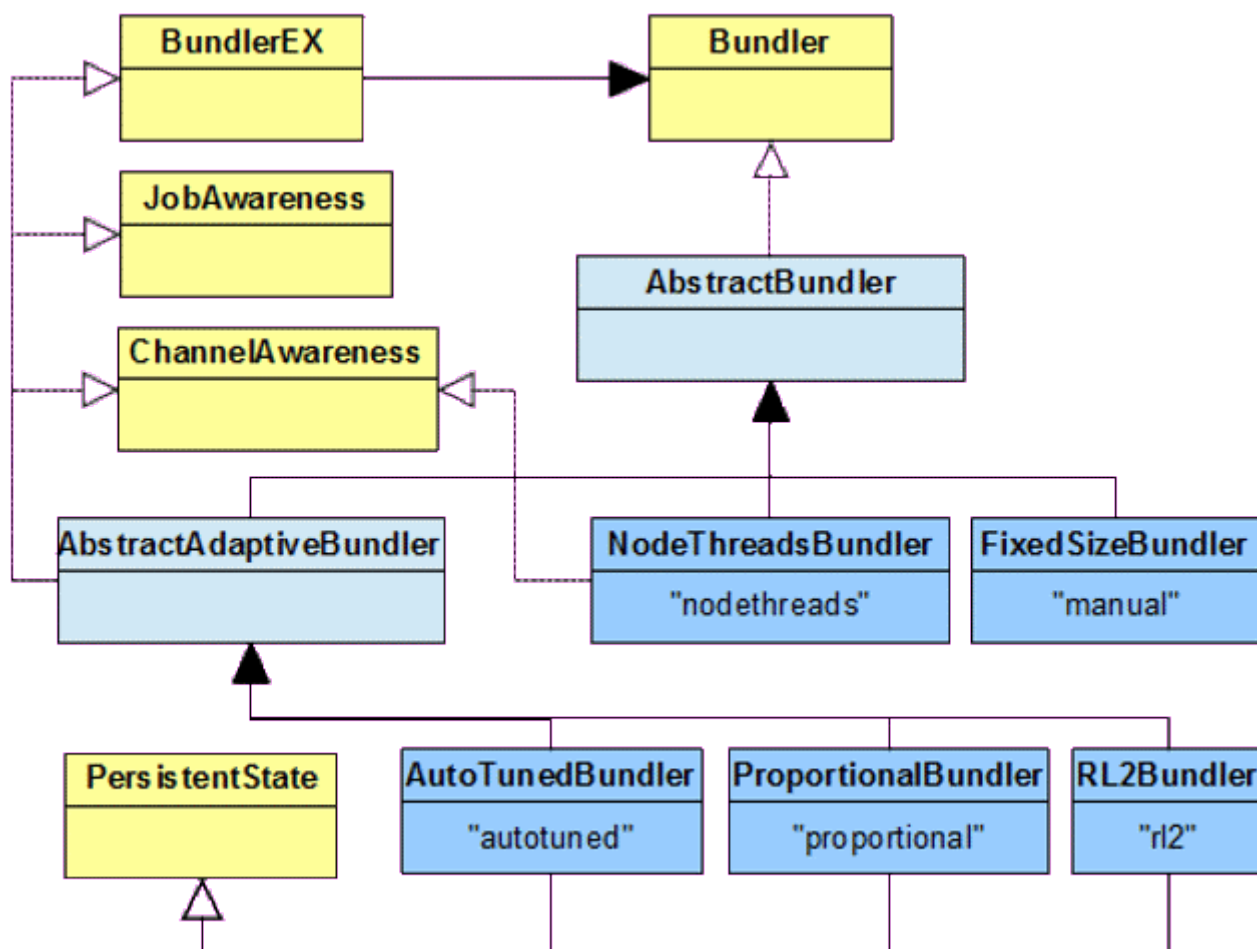 BundlerEX
Bundler
JobAwareness
AbstractBundler
ChannelAwareness
AbstractAdaptiveBundler
NodeThreadsBundler
"nodethreads"
FixedSizeBundler
"manual"
PersistentState
AutoTunedBundler
"autotuned"
ProportionalBundler
"proportional"
RL2Bundler
"rl2"